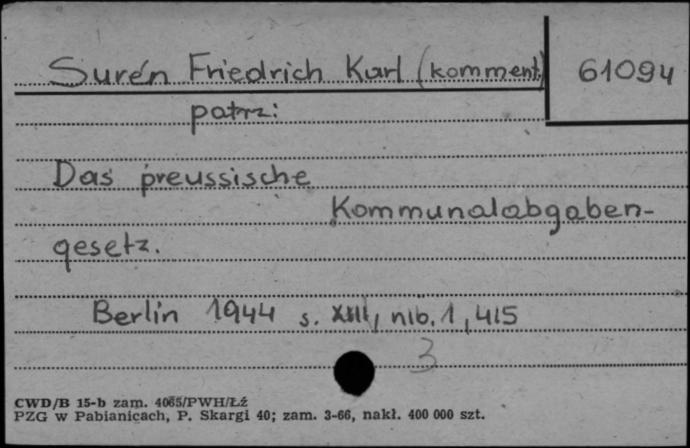 Surén Friedrich Karl (komment.) 61094
patrz:
Das preussische
Kommunalabgaben-
gesetz.
Berlin 1944 s. XIII, nlb. 1, 415
3
CWD/B 15-b zam. 4065/PWH/Łź
PZG w Pabianicach, P. Skargi 40; zam. 3-66, nakł. 400 000 szt.